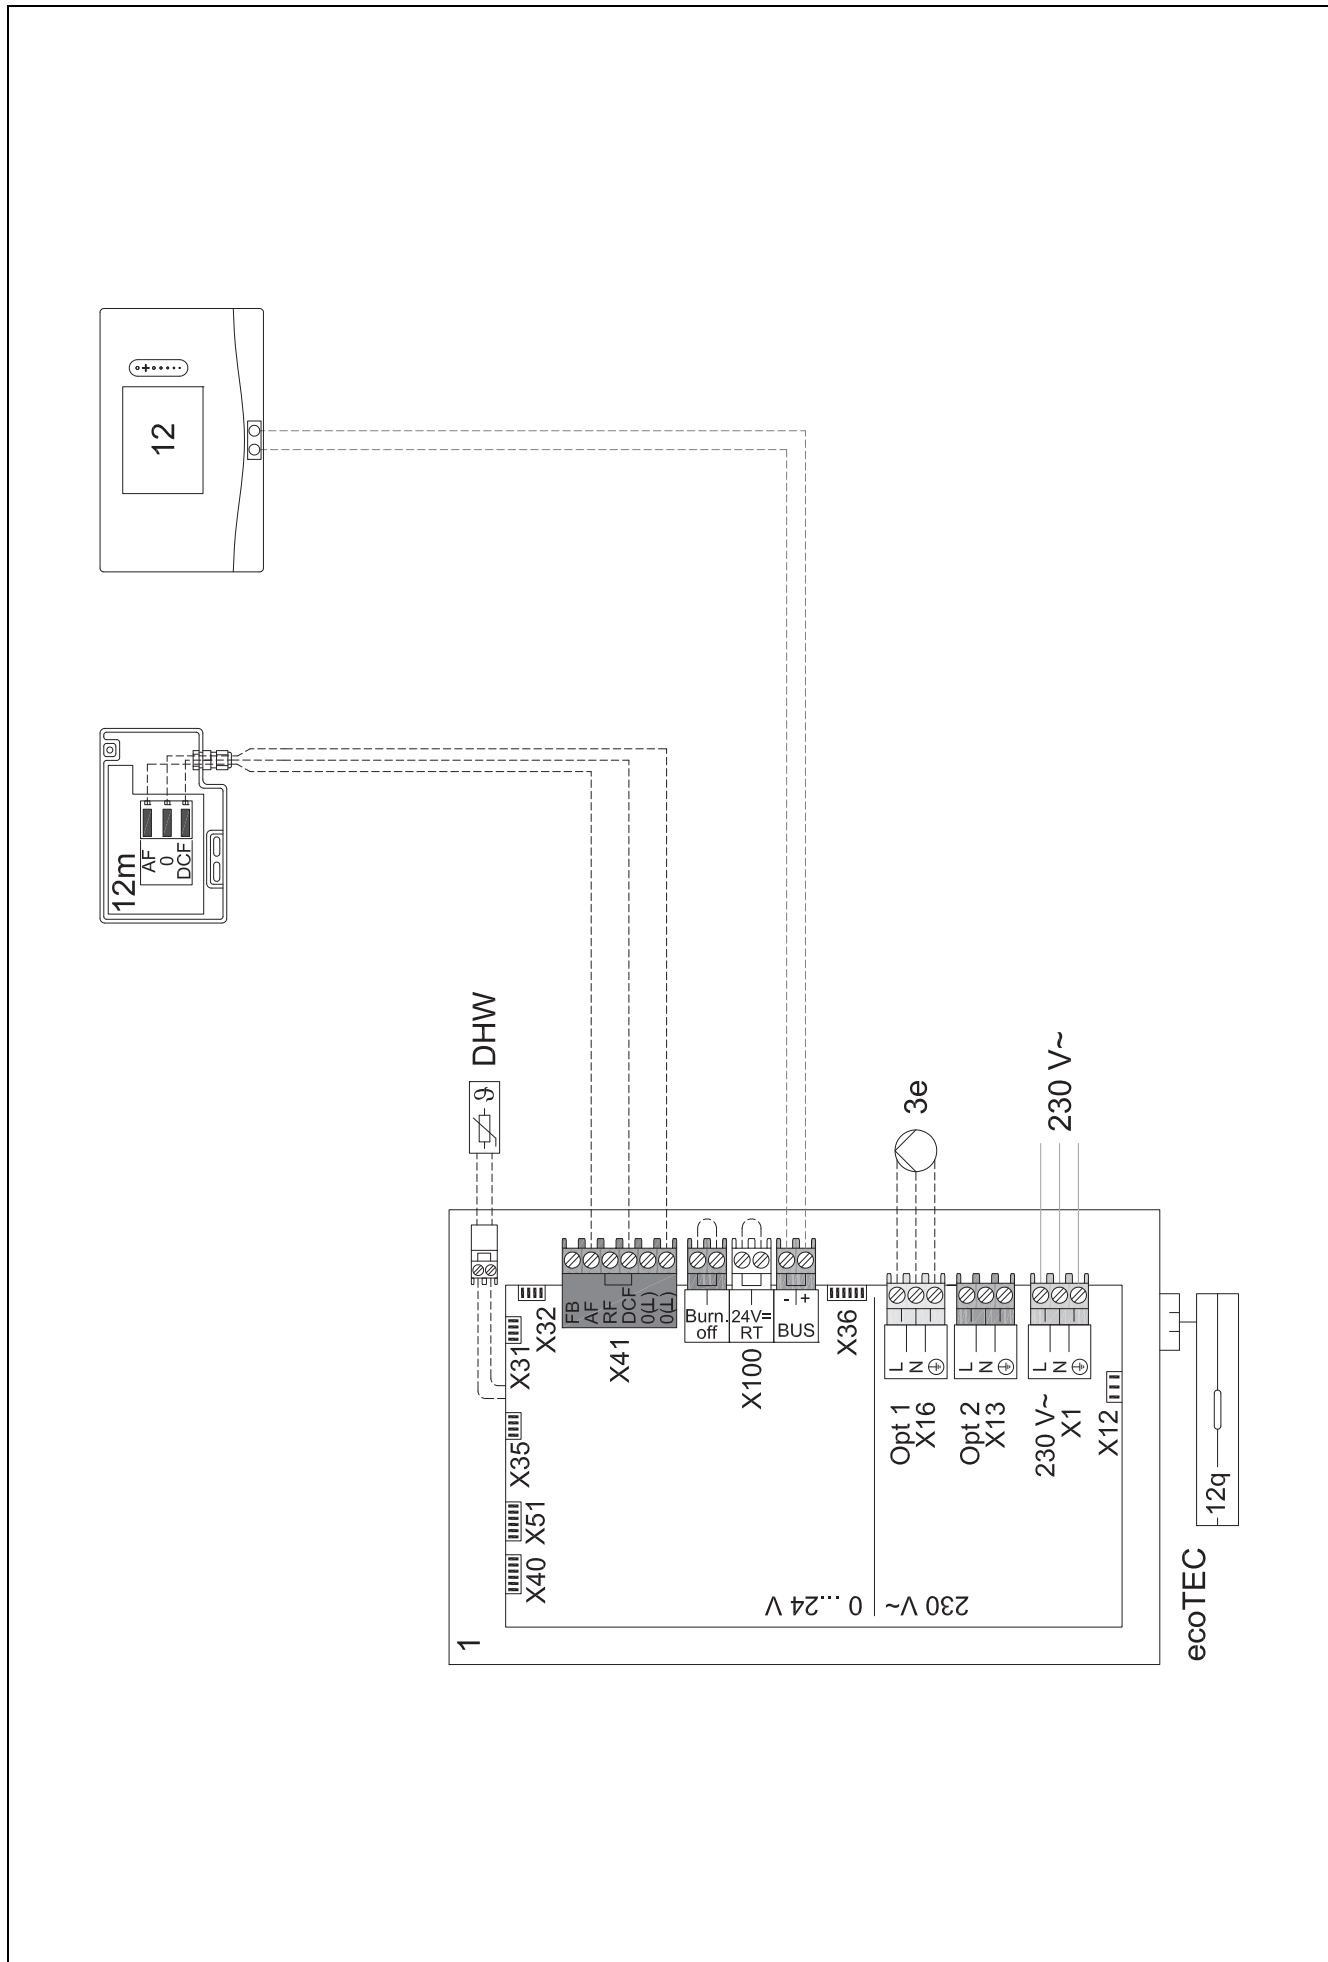 12
12m
AF
0
DCF
DHW
ϑ
3e
230 V~
1
X40
X51
X35
X31
X32
FB
AF
RF
DCF
0(⊥)
0(⊥)
X41
Burn.
off
24V=
RT
X100
- +
BUS
X36
L
N
Opt 1
X16
L
N
Opt 2
X13
L
N
230 V~
X1
X12
0...24 V
230 V~
12q
ecoTEC